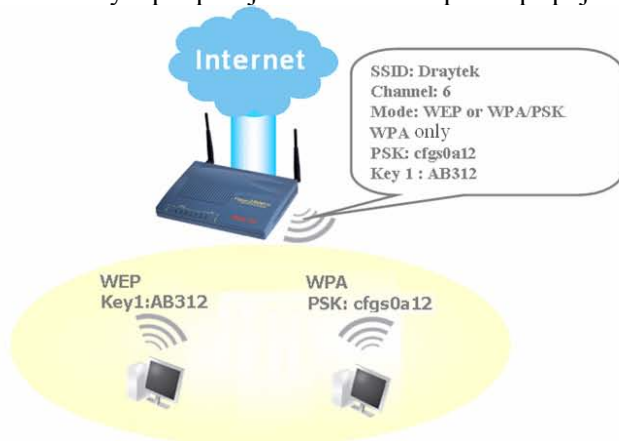 Internet
SSID: Draytek
Channel: 6
Mode: WEP or WPA/PSK
WPA only
PSK: cfgs0a12
Key 1 : AB312
WEP
Key1:AB312
WPA
PSK: cfgs0a12